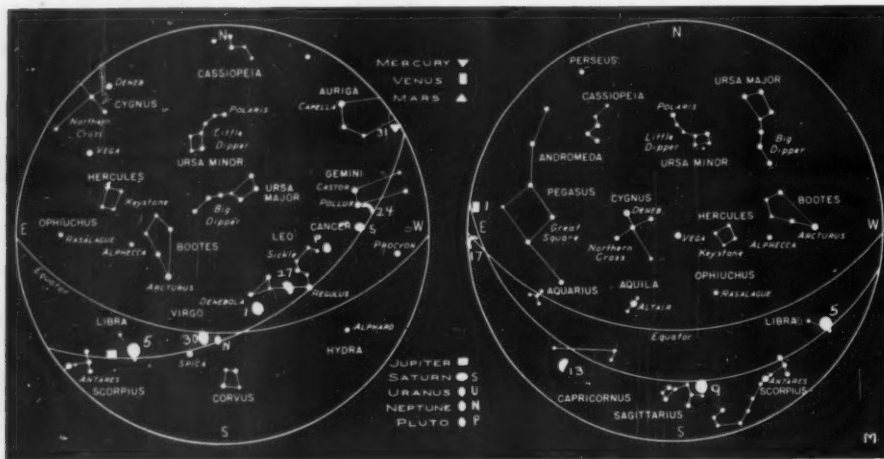 N
CASSIOPEIA
DENEB
CYGNUS
Northern
Cross
VEGA
AURIGA
CAPELLA
31
POLARIS
Little
Dipper
URSA MINOR
HERCULES
Keystone
GEMINI
CASTOR
POLLUX
24
URSA
MAJOR
Big
Dipper
CANCER
S
W
E
OPHIUCHUS
RASALAGUE
ALPHECCA
BOOTES
ARCTURUS
LEO
Sickle
P
PROCYON
27
DENEBOLA
REGULUS
Equator
VIRGO
1
LIBRA
5
30
N
SPICA
ALPHARD
HYDRA
ANTARES
SCORPIUS
CORVUS
S
MERCURY
VENUS
MARS
JUPITER
SATURN S
URANUS U
NEPTUNE N
PLUTO P
N
PERSEUS
CASSIOPEIA
POLARIS
URSA MAJOR
Little
Dipper
Big
Dipper
URSA MINOR
ANDROMEDA
PEGASUS
CYGNUS
DENEB
HERCULES
BOOTES
1
E
W
Great
Square
Northern
Cross
VEGA
Keystone
ALPHECCA
ARCTURUS
17
AQUARIUS
AQUILA
ALTAIR
OPHIUCHUS
RASALAGUE
LIBRA
5
Equator
13
9
ANTARES
CAPRICORNUS
SCORPIUS
SAGITTARIUS
S
M